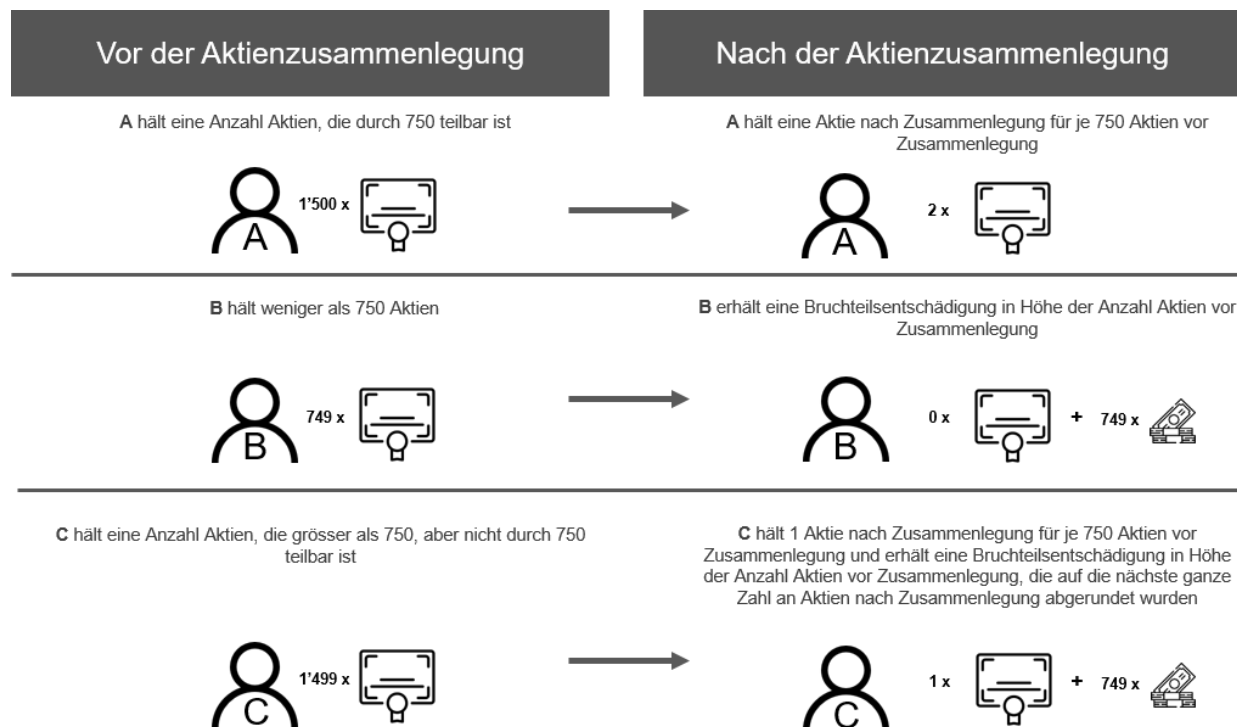 Vor der Aktienzusammenlegung
Nach der Aktienzusammenlegung
A hält eine Anzahl Aktien, die durch 750 teilbar ist
A hält eine Aktie nach Zusammenlegung für je 750 Aktien vor
Zusammenlegung
A
1'500 x
A
2 x
B hält weniger als 750 Aktien
B erhält eine Bruchteilsentschädigung in Höhe der Anzahl Aktien vor
Zusammenlegung
B
749 x
B
0 x
+
749 x
C hält eine Anzahl Aktien, die grösser als 750, aber nicht durch 750
teilbar ist
C hält 1 Aktie nach Zusammenlegung für je 750 Aktien vor
Zusammenlegung und erhält eine Bruchteilsentschädigung in Höhe
der Anzahl Aktien vor Zusammenlegung, die auf die nächste ganze
Zahl an Aktien nach Zusammenlegung abgerundet wurden
C
1'499 x
C
1 x
+
749 x